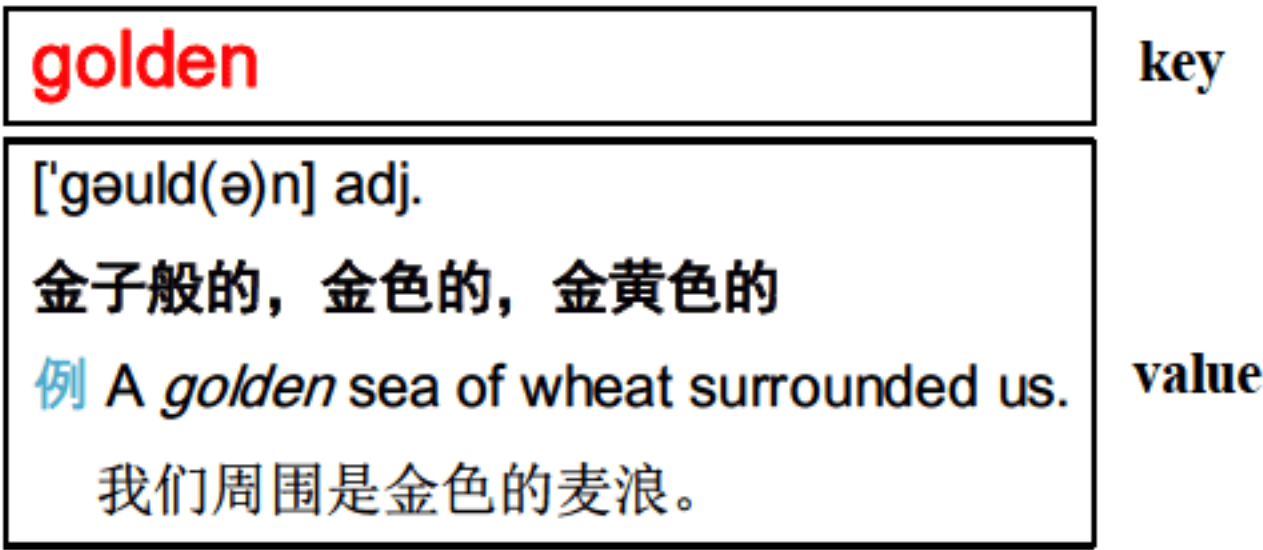 golden
key
['gəuld(ə)n] adj.
金子般的，金色的，金黄色的
例 A golden sea of wheat surrounded us.
value
我们周围是金色的麦浪。